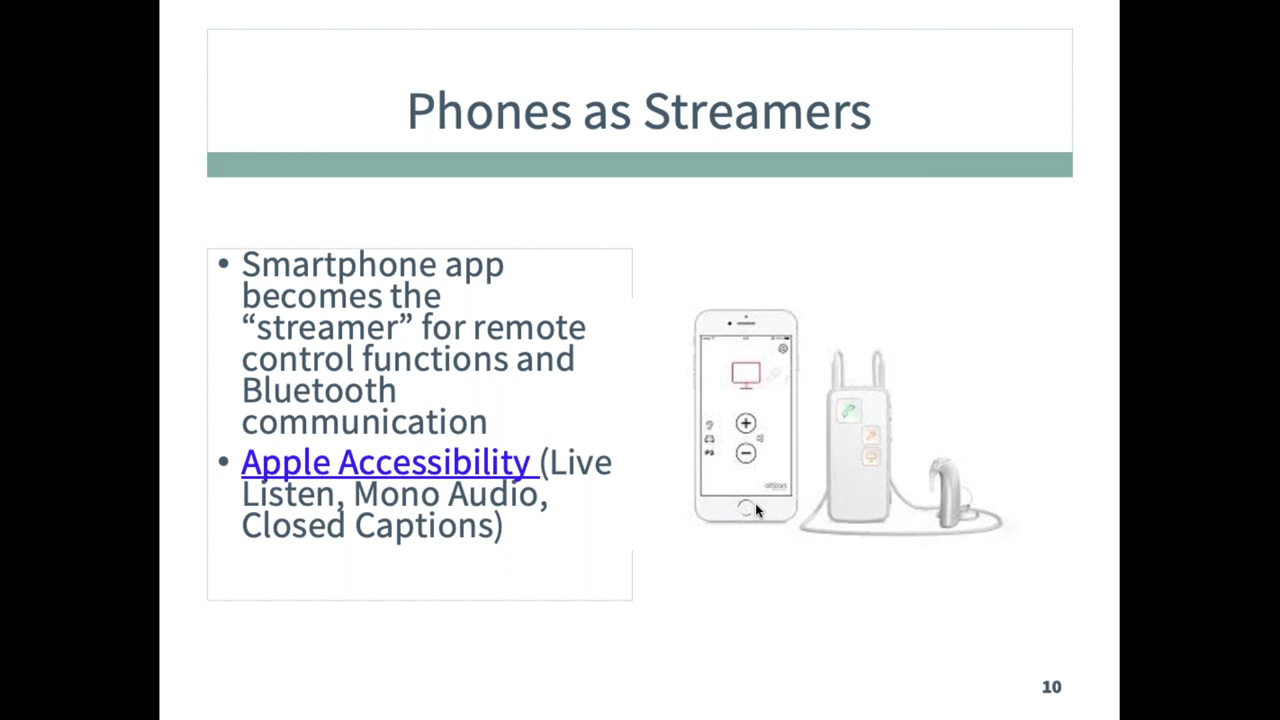 Phones as Streamers
• Smartphone app
becomes the
“streamer” for remote
control functions and
Bluetooth
communication
• Apple Accessibility (Live
Listen, Mono Audio,
Closed Captions)
oticon
10